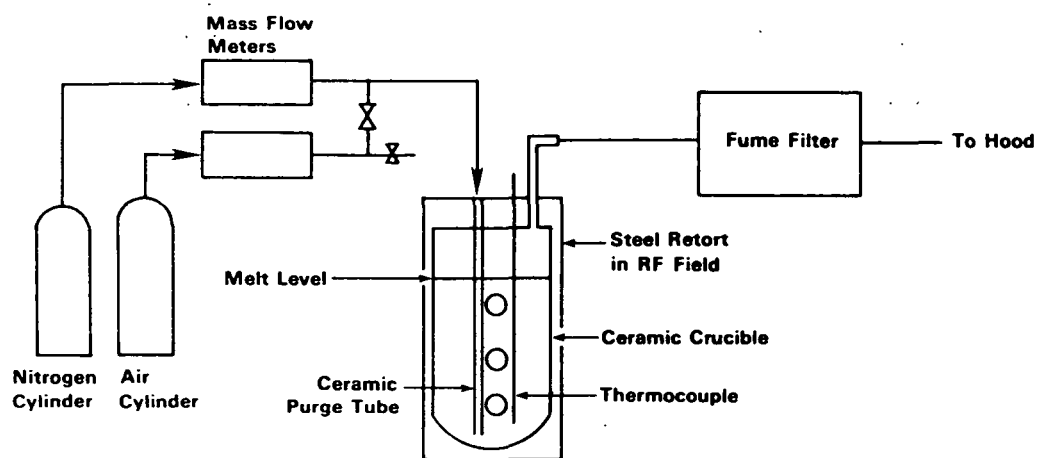 Mass Flow
Meters
Fume Filter
To Hood
Steel Retort
in RF Field
Melt Level
Ceramic Crucible
Nitrogen
Cylinder
Air
Cylinder
Ceramic
Purge Tube
Thermocouple